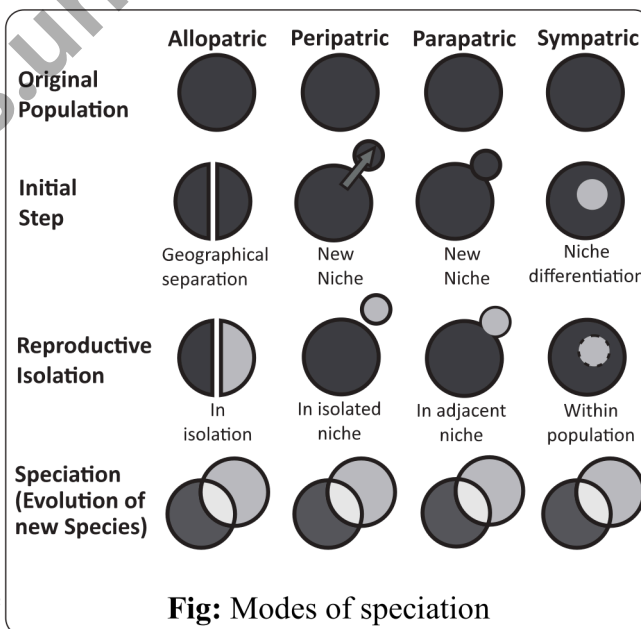 Allopatric Peripatric Parapatric Sympatric
Original
Population
Initial
Step
Geographical
separation
New
Niche
New
Niche
Niche
differentiation
Reproductive
Isolation
In
isolation
In isolated
niche
In adjacent
niche
Within
population
Speciation
(Evolution of
new Species)
Fig: Modes of speciation